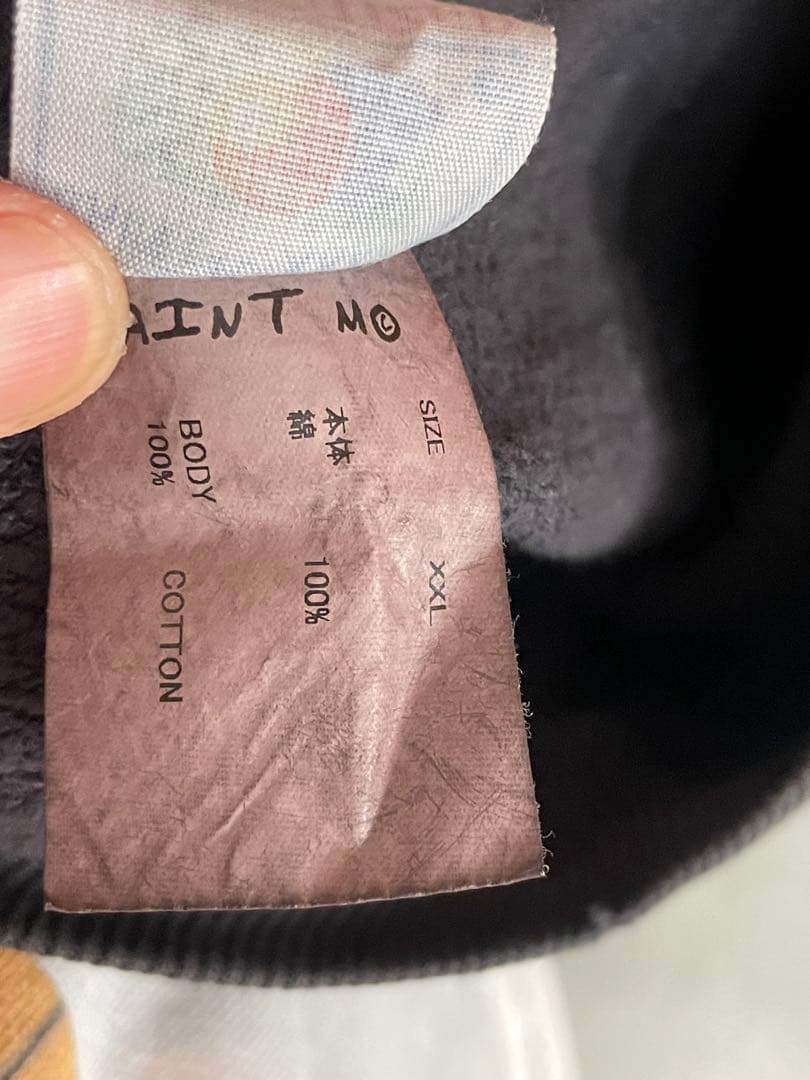 AINT M©
SIZE XXL
本体
綿 100%
BODY
100% COTTON